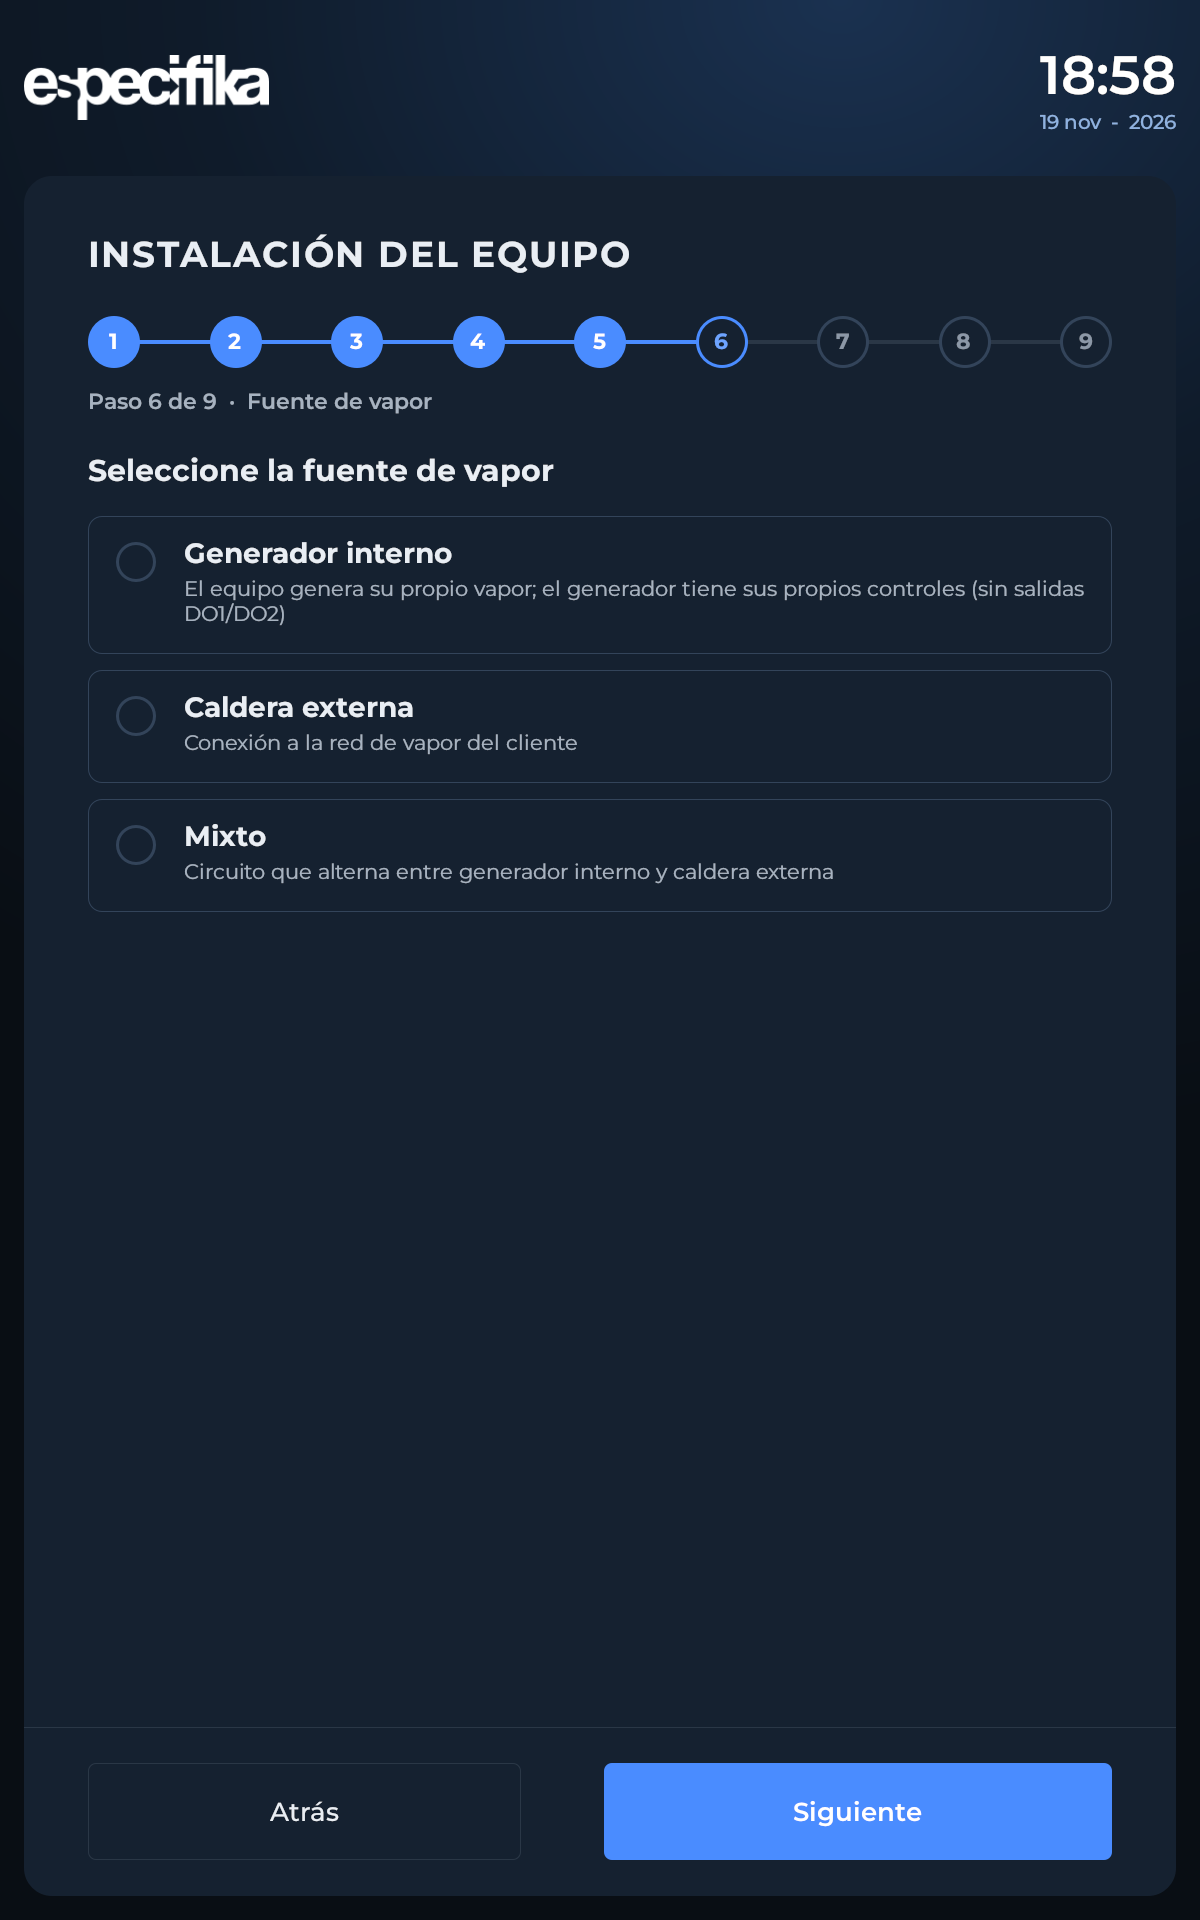 especifika
18:58
19 nov - 2026
INSTALACIÓN DEL EQUIPO
1 2 3 4 5 6 7 8 9
Paso 6 de 9 · Fuente de vapor
Seleccione la fuente de vapor
Generador interno
El equipo genera su propio vapor; el generador tiene sus propios controles (sin salidas
DO1/DO2)
Caldera externa
Conexión a la red de vapor del cliente
Mixto
Circuito que alterna entre generador interno y caldera externa
Atrás
Siguiente